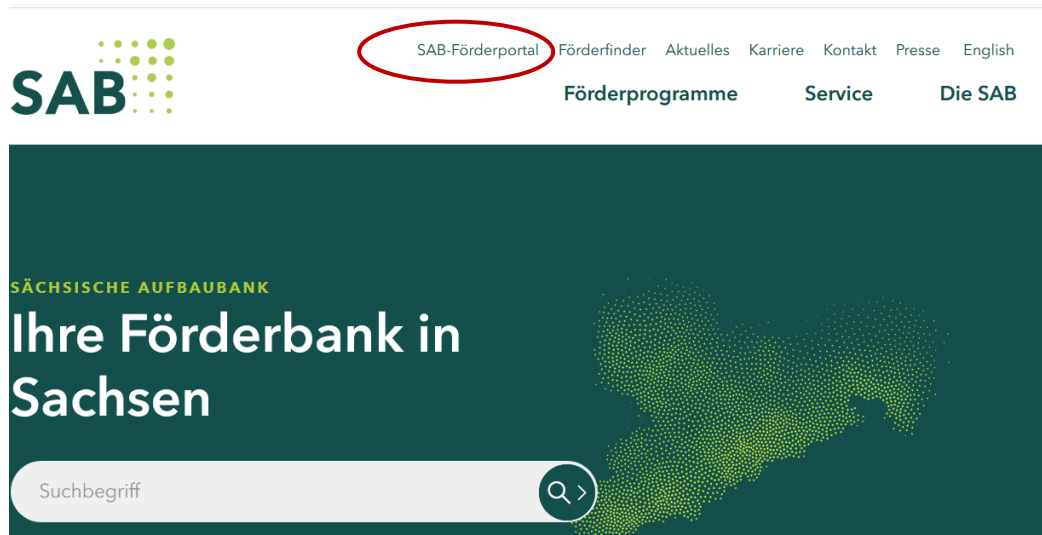 SAB
SAB-Förderportal Förderfinder Aktuelles Karriere Kontakt Presse English
Förderprogramme Service Die SAB
SÄCHSISCHE AUFBAUBANK
Ihre Förderbank in
Sachsen
Suchbegriff